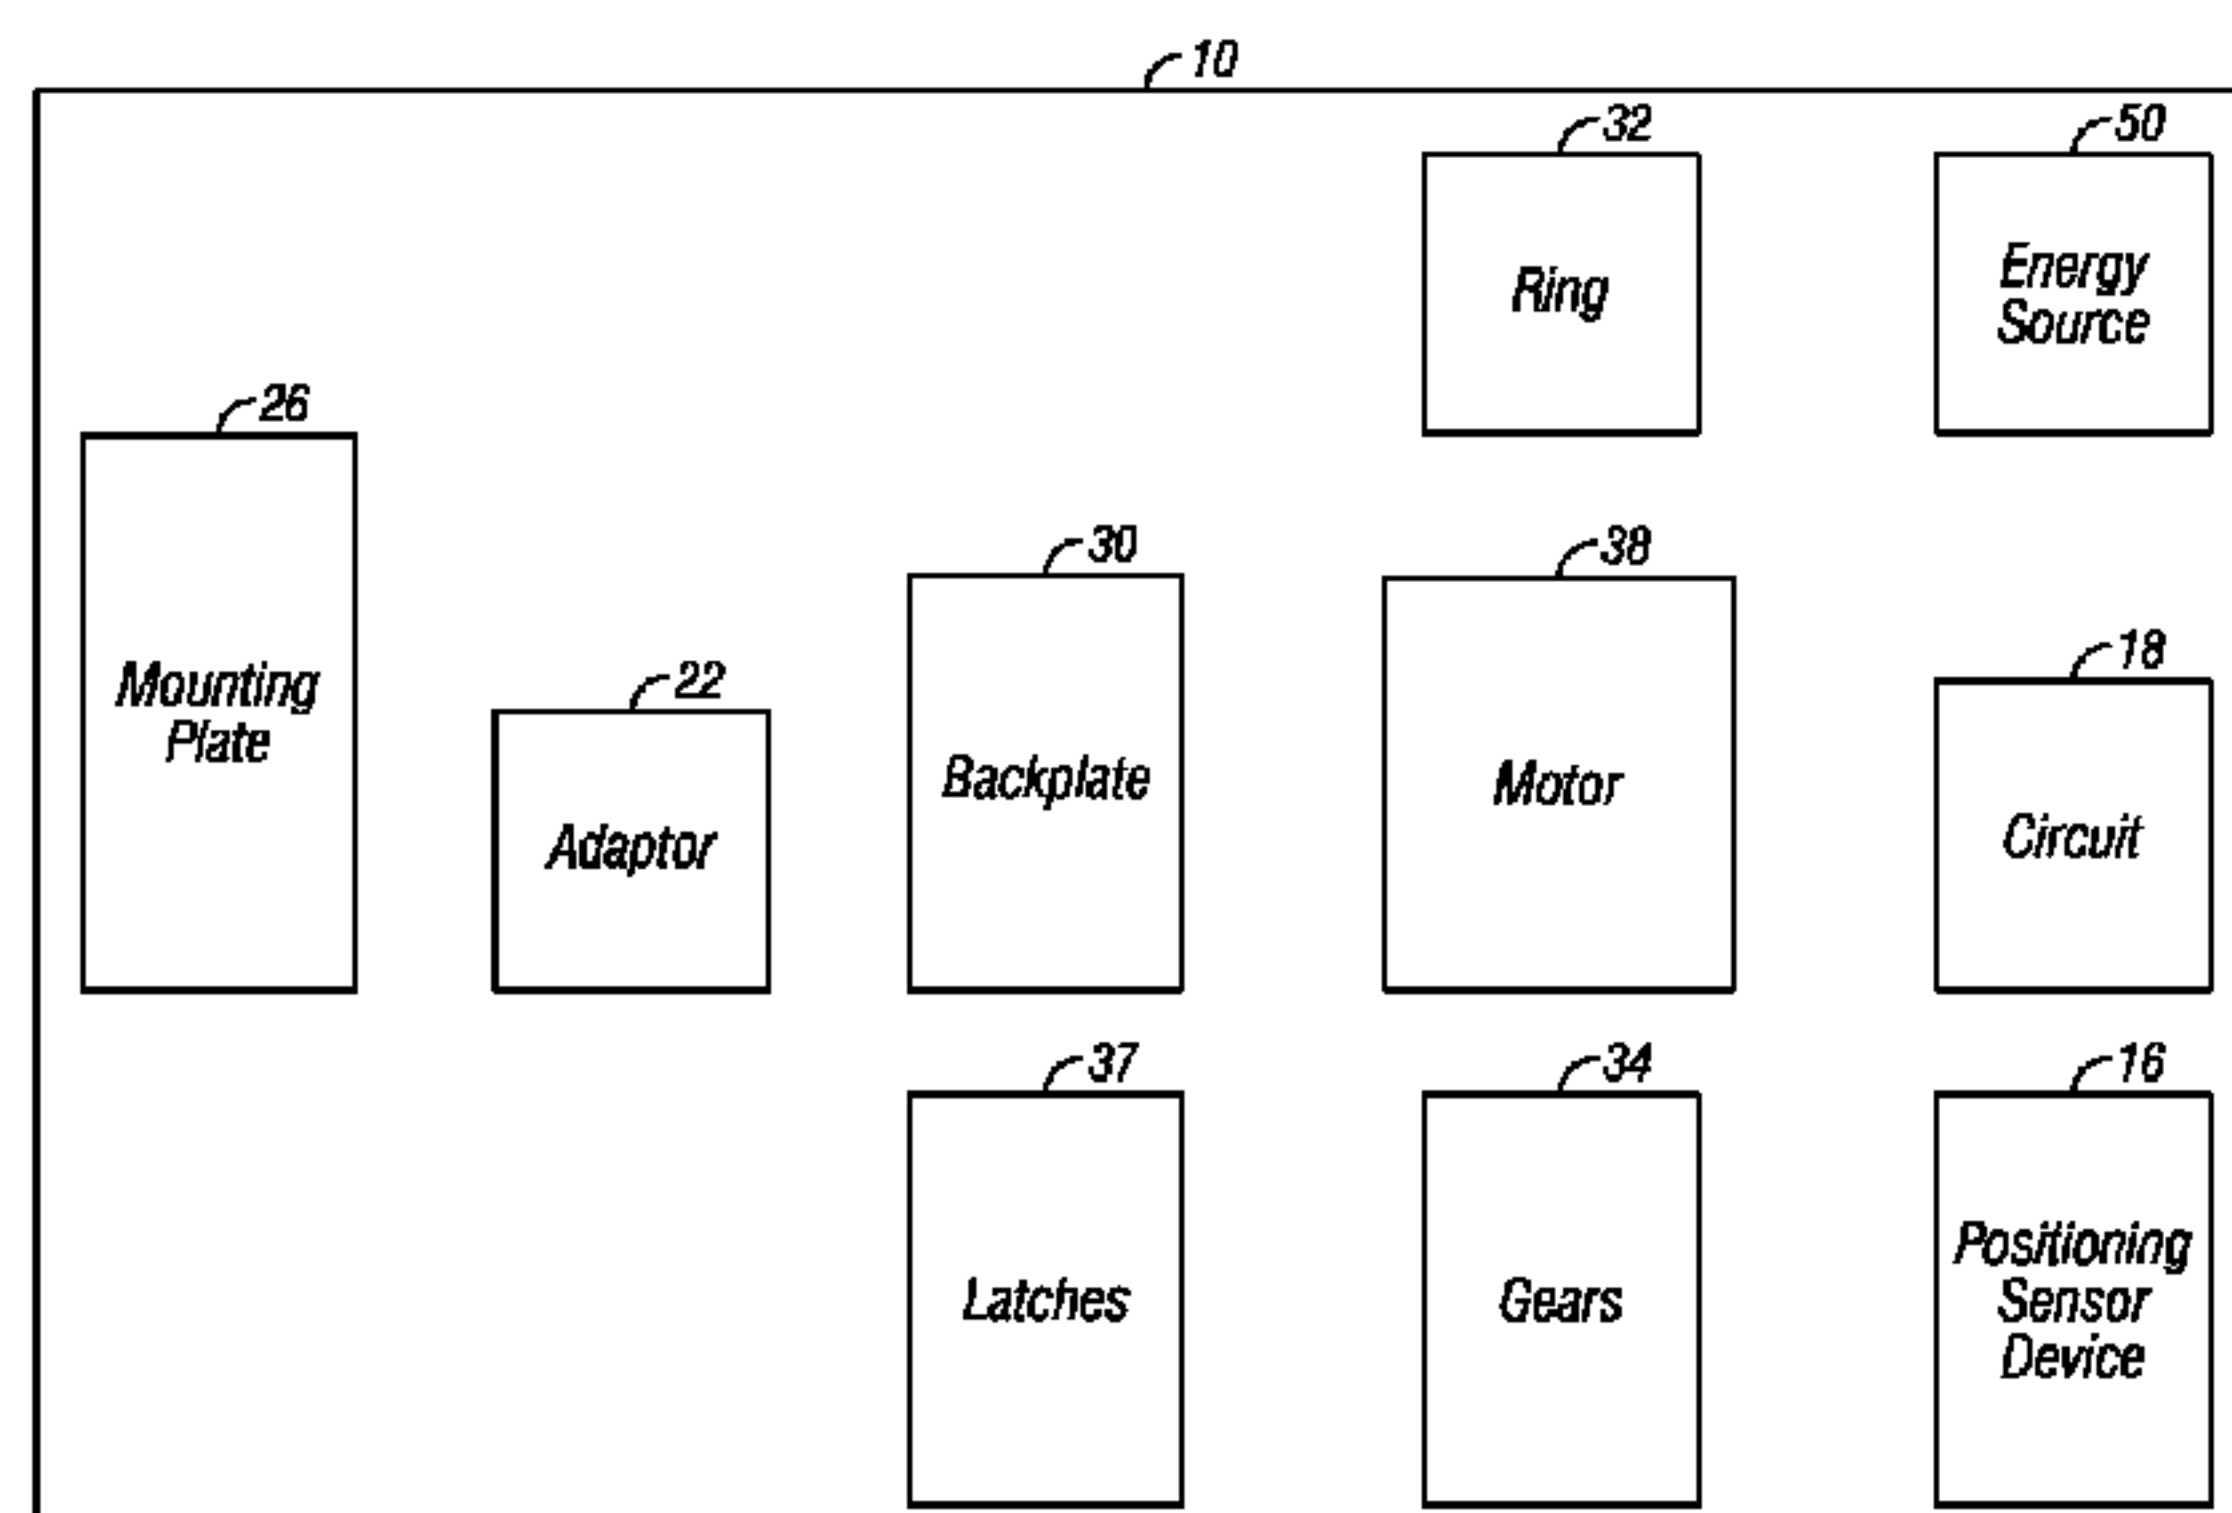 10
32
50
Ring
Energy
Source
26
30
38
Mounting
Plate
22
18
Backplate
Motor
Adaptor
Circuit
37
34
16
Latches
Gears
Positioning
Sensor
Device